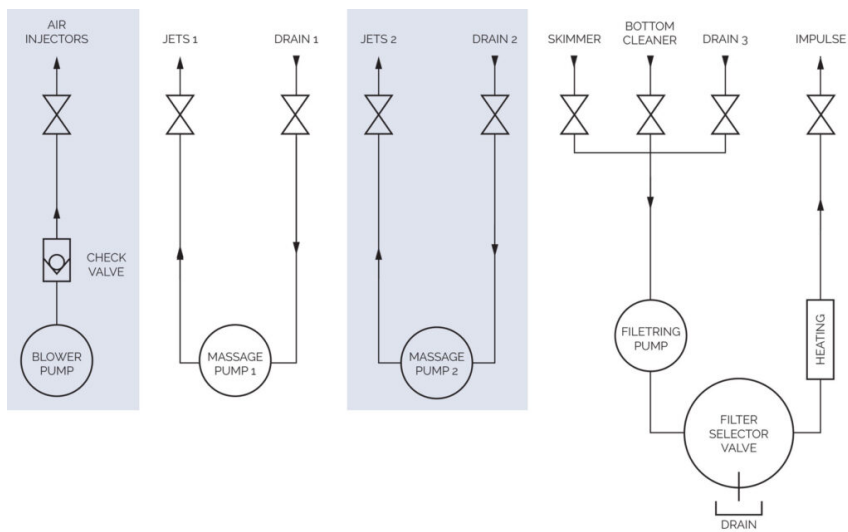 AIR
INJECTORS
JETS 1
DRAIN 1
JETS 2
DRAIN 2
SKIMMER
BOTTOM
CLEANER
DRAIN 3
IMPULSE
CHECK
VALVE
BLOWER
PUMP
MASSAGE
PUMP 1
MASSAGE
PUMP 2
FILETRING
PUMP
HEATING
FILTER
SELECTOR
VALVE
DRAIN